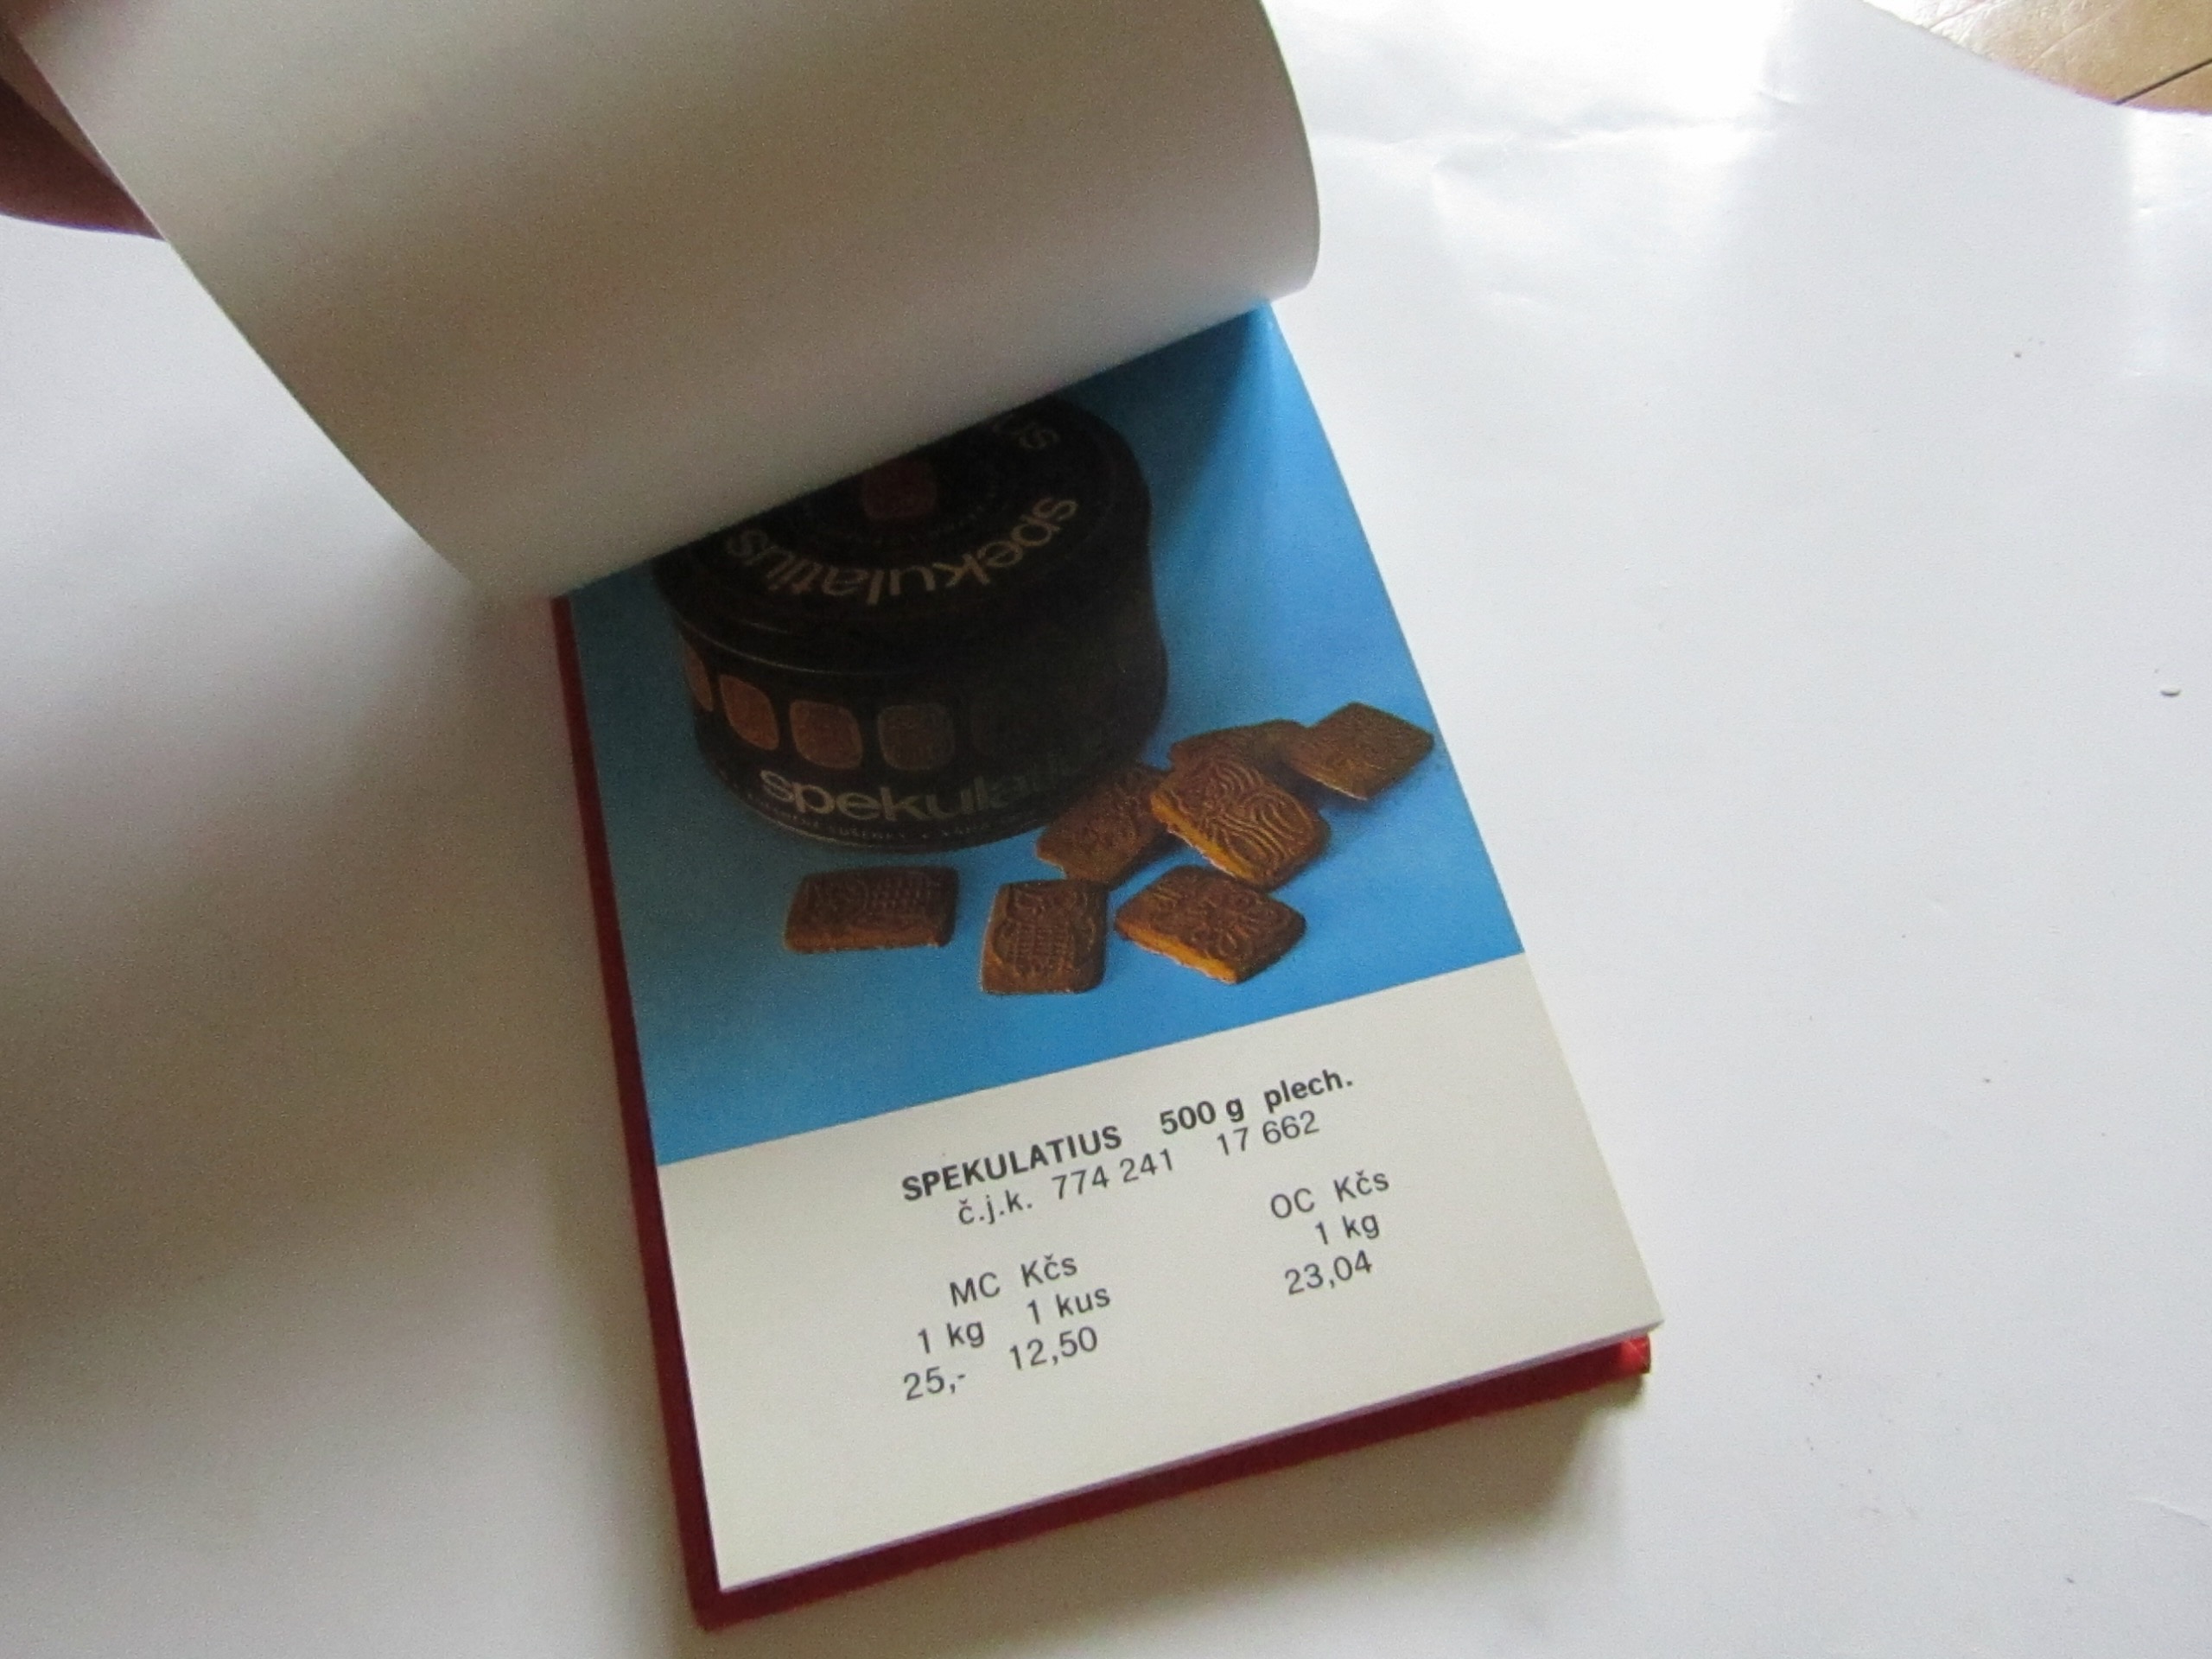 spekulatius
spekulatius
SPEKULATIUS 500 g plech.
č.j.k. 774 241 17 662
MC Kčs
1 kg 1 kus
25,- 12,50
OC Kčs
1 kg
23,04